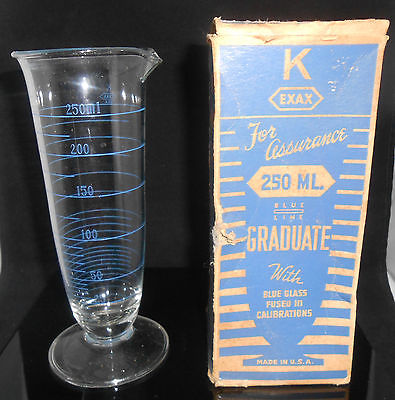 250ml
200
150
100
50
K
EXAX
For
Assurance
250 ML.
BLUE
LINE
GRADUATE
With
BLUE GLASS
FUSED IN
CALIBRATIONS
MADE IN U.S.A.